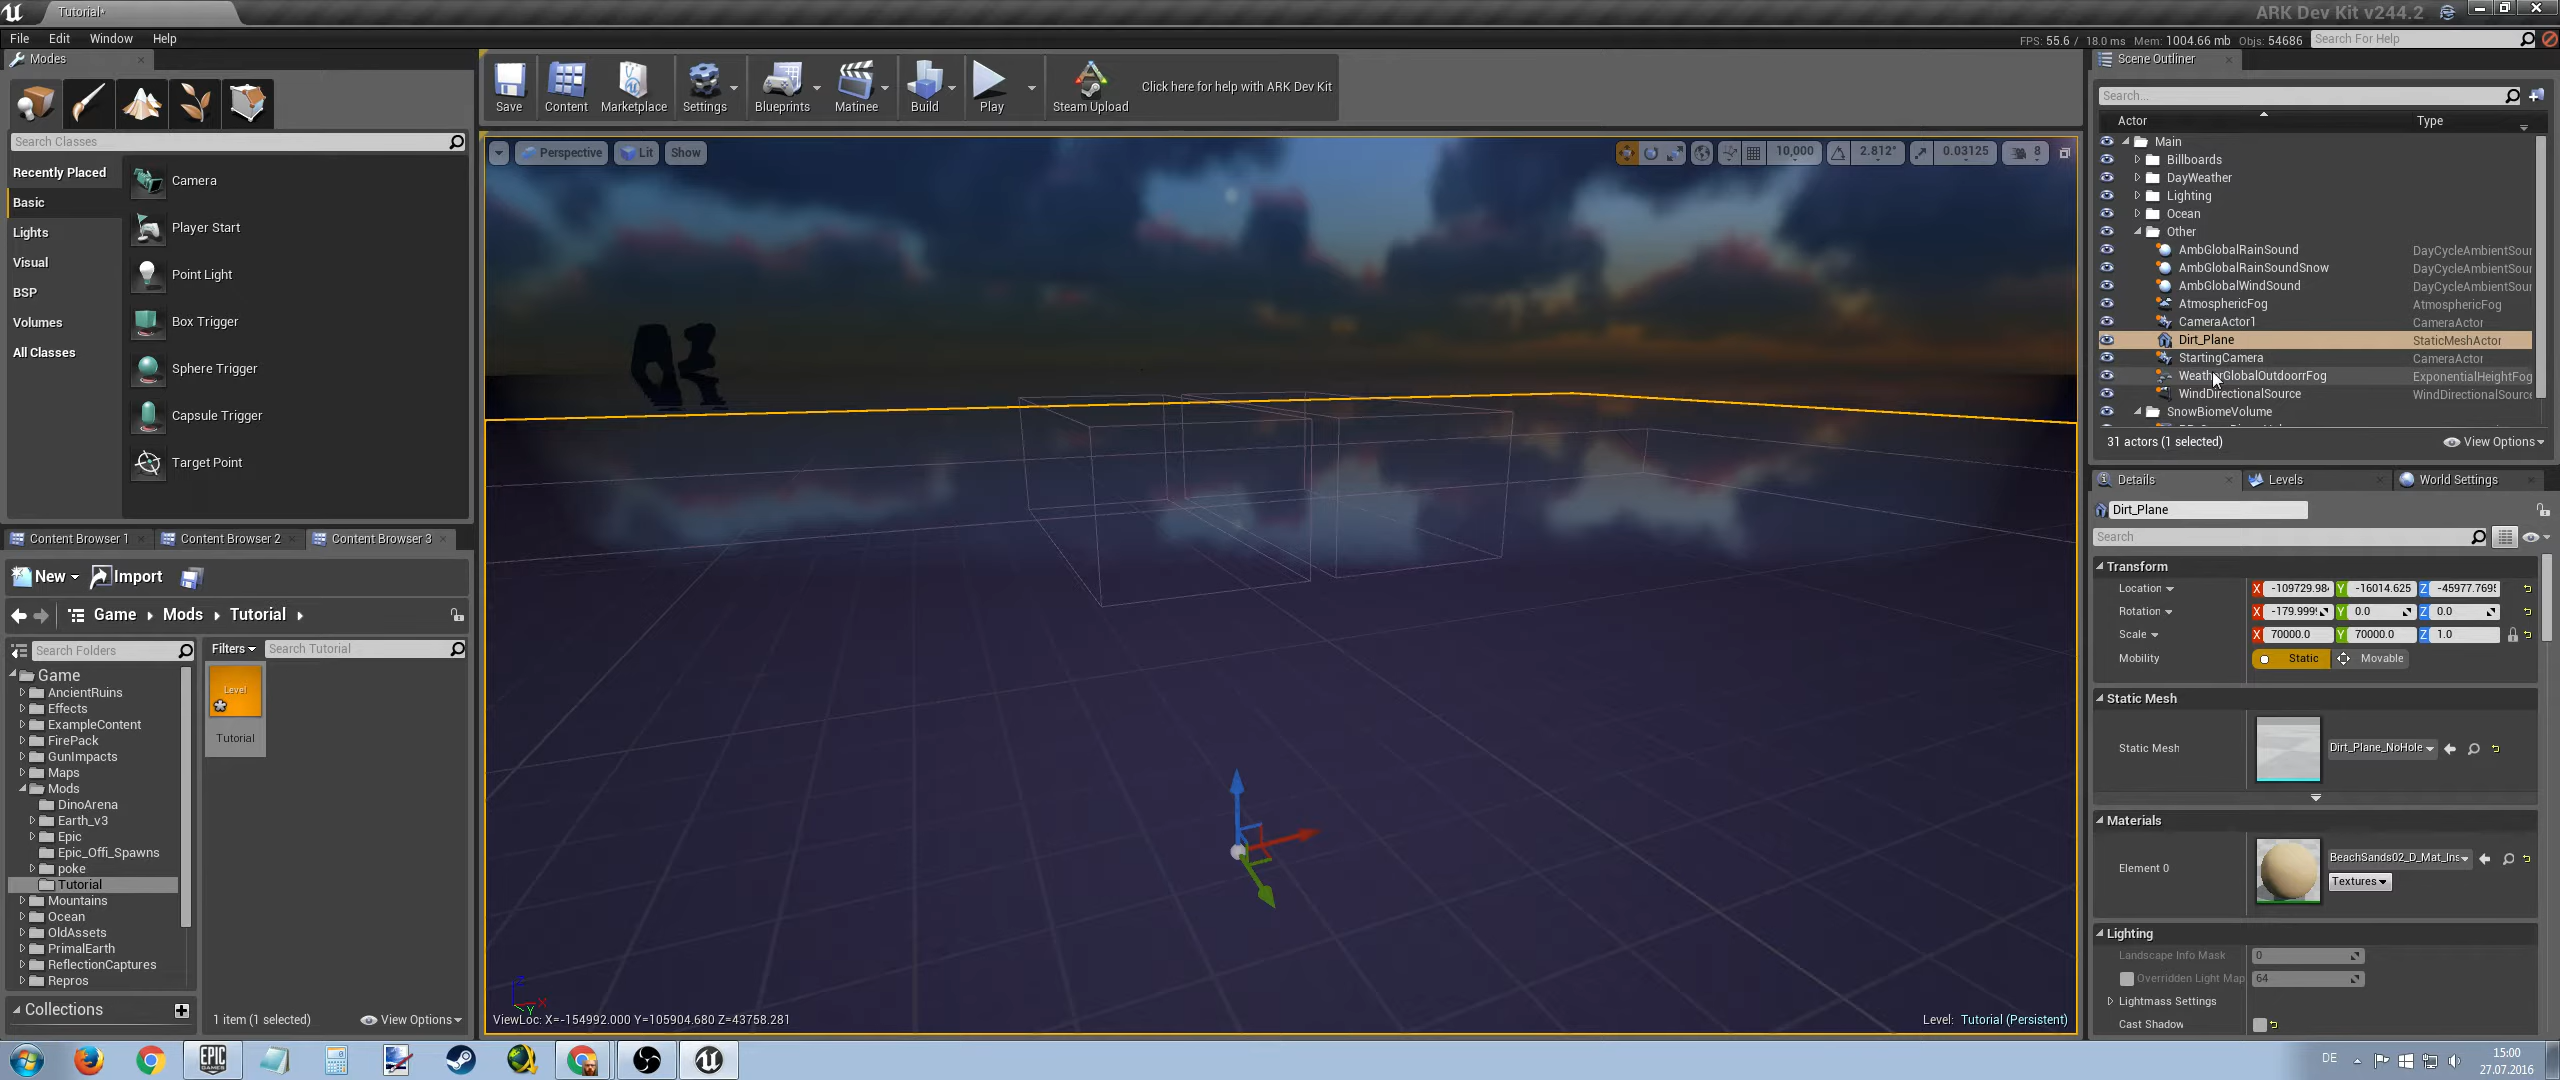 Tutorial*
ARK Dev Kit v244.2
File Edit Window Help
FPS: 55.6 / 18.0 ms Mem: 1004.66 mb Objs: 54686 Search For Help
Modes
Search Classes
Recently Placed
Basic
Lights
Visual
BSP
Volumes
All Classes
Camera
Player Start
Point Light
Box Trigger
Sphere Trigger
Capsule Trigger
Target Point
Save Content Marketplace Settings Blueprints Matinee Build Play Steam Upload
Click here for help with ARK Dev Kit
Perspective Lit Show
10,000 2.812° 0.03125 8
ViewLoc: X=-154992.000 Y=105904.680 Z=43758.281
Level: Tutorial (Persistent)
Scene Outliner
Search...
Actor Type
Main
Billboards
DayWeather
Lighting
Ocean
Other
AmbGlobalRainSound DayCycleAmbientSour
AmbGlobalRainSoundSnow DayCycleAmbientSour
AmbGlobalWindSound DayCycleAmbientSour
AtmosphericFog AtmosphericFog
CameraActor1 CameraActor
Dirt_Plane StaticMeshActor
StartingCamera CameraActor
WeatherGlobalOutdoorrFog ExponentialHeightFog
WindDirectionalSource WindDirectionalSource
SnowBiomeVolume
31 actors (1 selected) View Options
Details Levels World Settings
Dirt_Plane
Search
Transform
Location X -109729.98 Y -16014.625 Z -45977.769
Rotation X -179.999 Y 0.0 Z 0.0
Scale X 70000.0 Y 70000.0 Z 1.0
Mobility Static Movable
Static Mesh
Static Mesh Dirt_Plane_NoHole
Materials
Element 0 BeachSands02_D_Mat_Ins
Textures
Lighting
Landscape Info Mask 0
Overridden Light Map 64
Lightmass Settings
Cast Shadow
Content Browser 1 Content Browser 2 Content Browser 3
New Import
Game Mods Tutorial
Search Folders
Filters Search Tutorial
Game
AncientRuins
Effects
ExampleContent
FirePack
GunImpacts
Maps
Mods
DinoArena
Earth_v3
Epic
Epic_Offi_Spawns
poke
Tutorial
Mountains
Ocean
OldAssets
PrimalEarth
ReflectionCaptures
Repros
Level
Tutorial
Collections
1 item (1 selected) View Options
EPIC GAMES
DE
15:00
27.07.2016